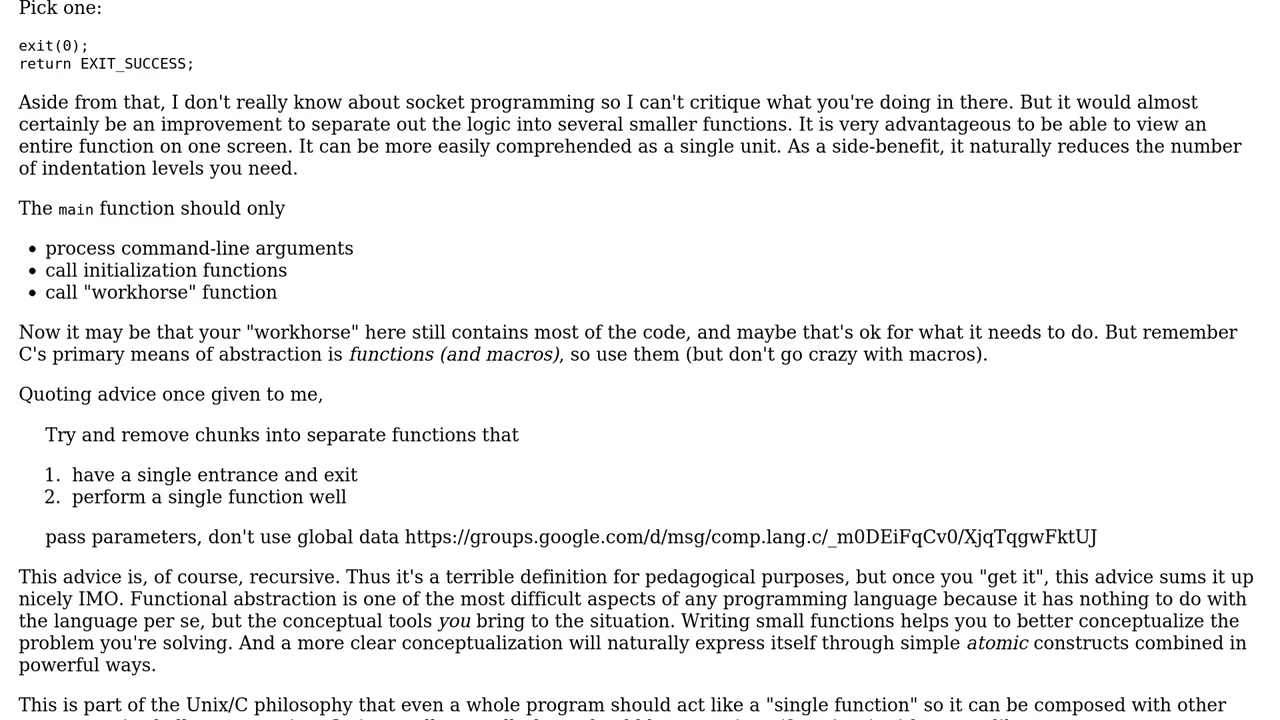 Pick one:
exit(0);
return EXIT_SUCCESS;
Aside from that, I don't really know about socket programming so I can't critique what you're doing in there. But it would almost
certainly be an improvement to separate out the logic into several smaller functions. It is very advantageous to be able to view an
entire function on one screen. It can be more easily comprehended as a single unit. As a side-benefit, it naturally reduces the number
of indentation levels you need.
The main function should only
• process command-line arguments
• call initialization functions
• call "workhorse" function
Now it may be that your "workhorse" here still contains most of the code, and maybe that's ok for what it needs to do. But remember
C's primary means of abstraction is functions (and macros), so use them (but don't go crazy with macros).
Quoting advice once given to me,
Try and remove chunks into separate functions that
1. have a single entrance and exit
2. perform a single function well
pass parameters, don't use global data https://groups.google.com/d/msg/comp.lang.c/_m0DEiFqCv0/XjqTqgwFktUJ
This advice is, of course, recursive. Thus it's a terrible definition for pedagogical purposes, but once you "get it", this advice sums it up
nicely IMO. Functional abstraction is one of the most difficult aspects of any programming language because it has nothing to do with
the language per se, but the conceptual tools you bring to the situation. Writing small functions helps you to better conceptualize the
problem you're solving. And a more clear conceptualization will naturally express itself through simple atomic constructs combined in
powerful ways.
This is part of the Unix/C philosophy that even a whole program should act like a "single function" so it can be composed with other